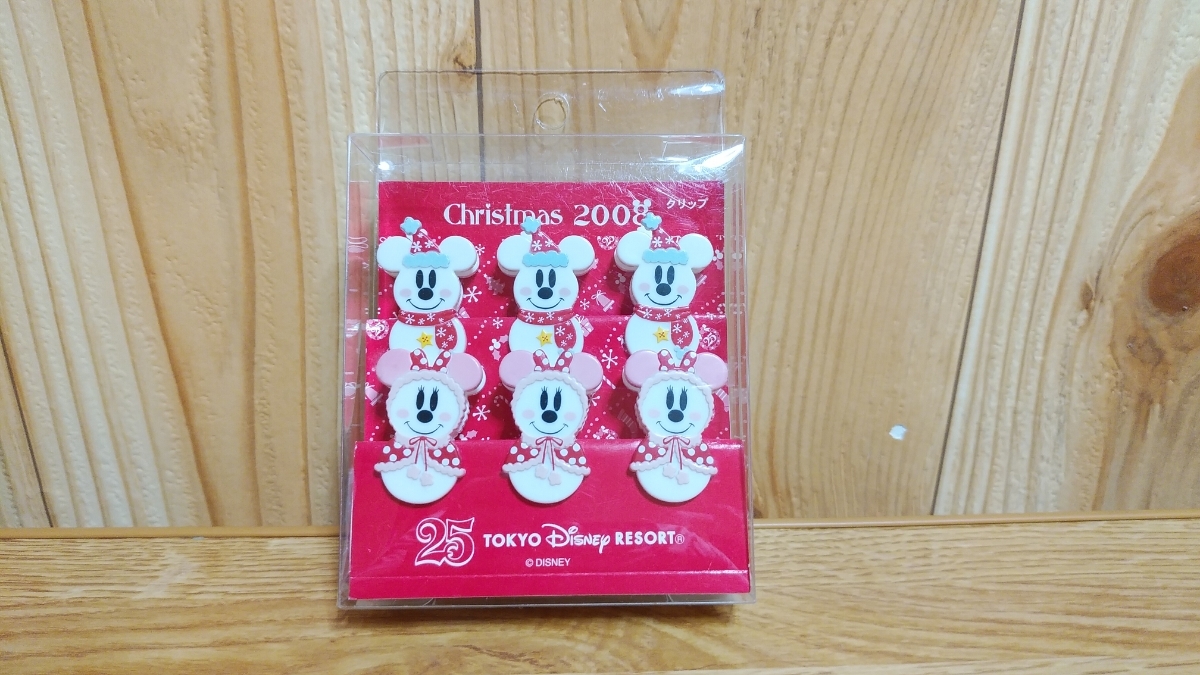 Christmas 2008
クリップ
25 TOKYO Disney RESORT®
© DISNEY